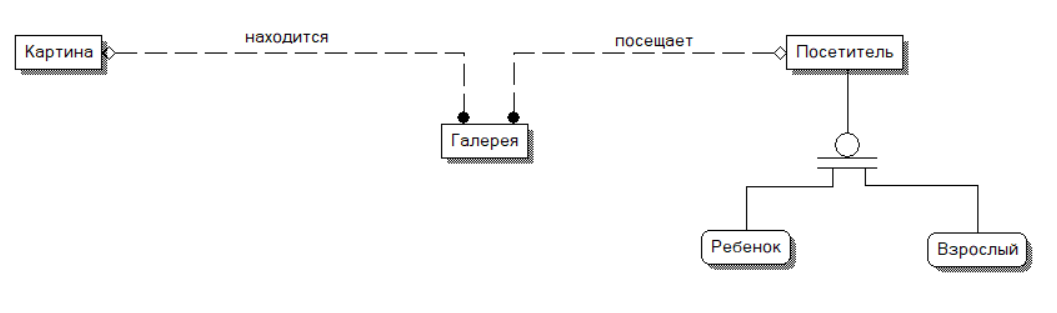 находится
посещает
Картина
Посетитель
Галерея
Ребенок
Взрослый